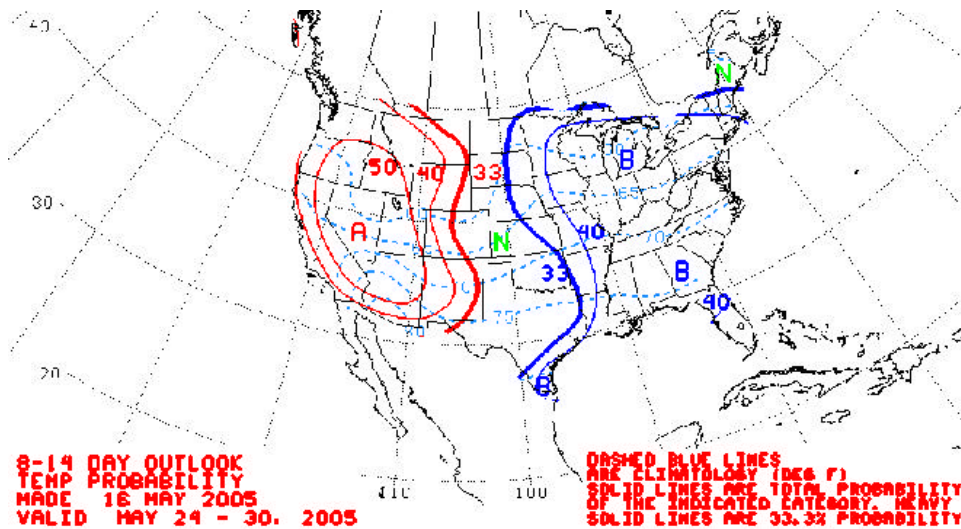 40
N
50
40
33
B
65
30
A
N
40
70
33
B
75
40
20
B
8-14 DAY OUTLOOK
TEMP PROBABILITY
MADE 16 MAY 2005
VALID MAY 24 - 30, 2005
110
100
DASHED BLUE LINES
ARE CLIMATOLOGY (DEG F)
SOLID LINES ARE TOTAL PROBABILITY
OF THE INDICATED CATEGORY. HEAVY
SOLID LINES ARE 33.3% PROBABILITY